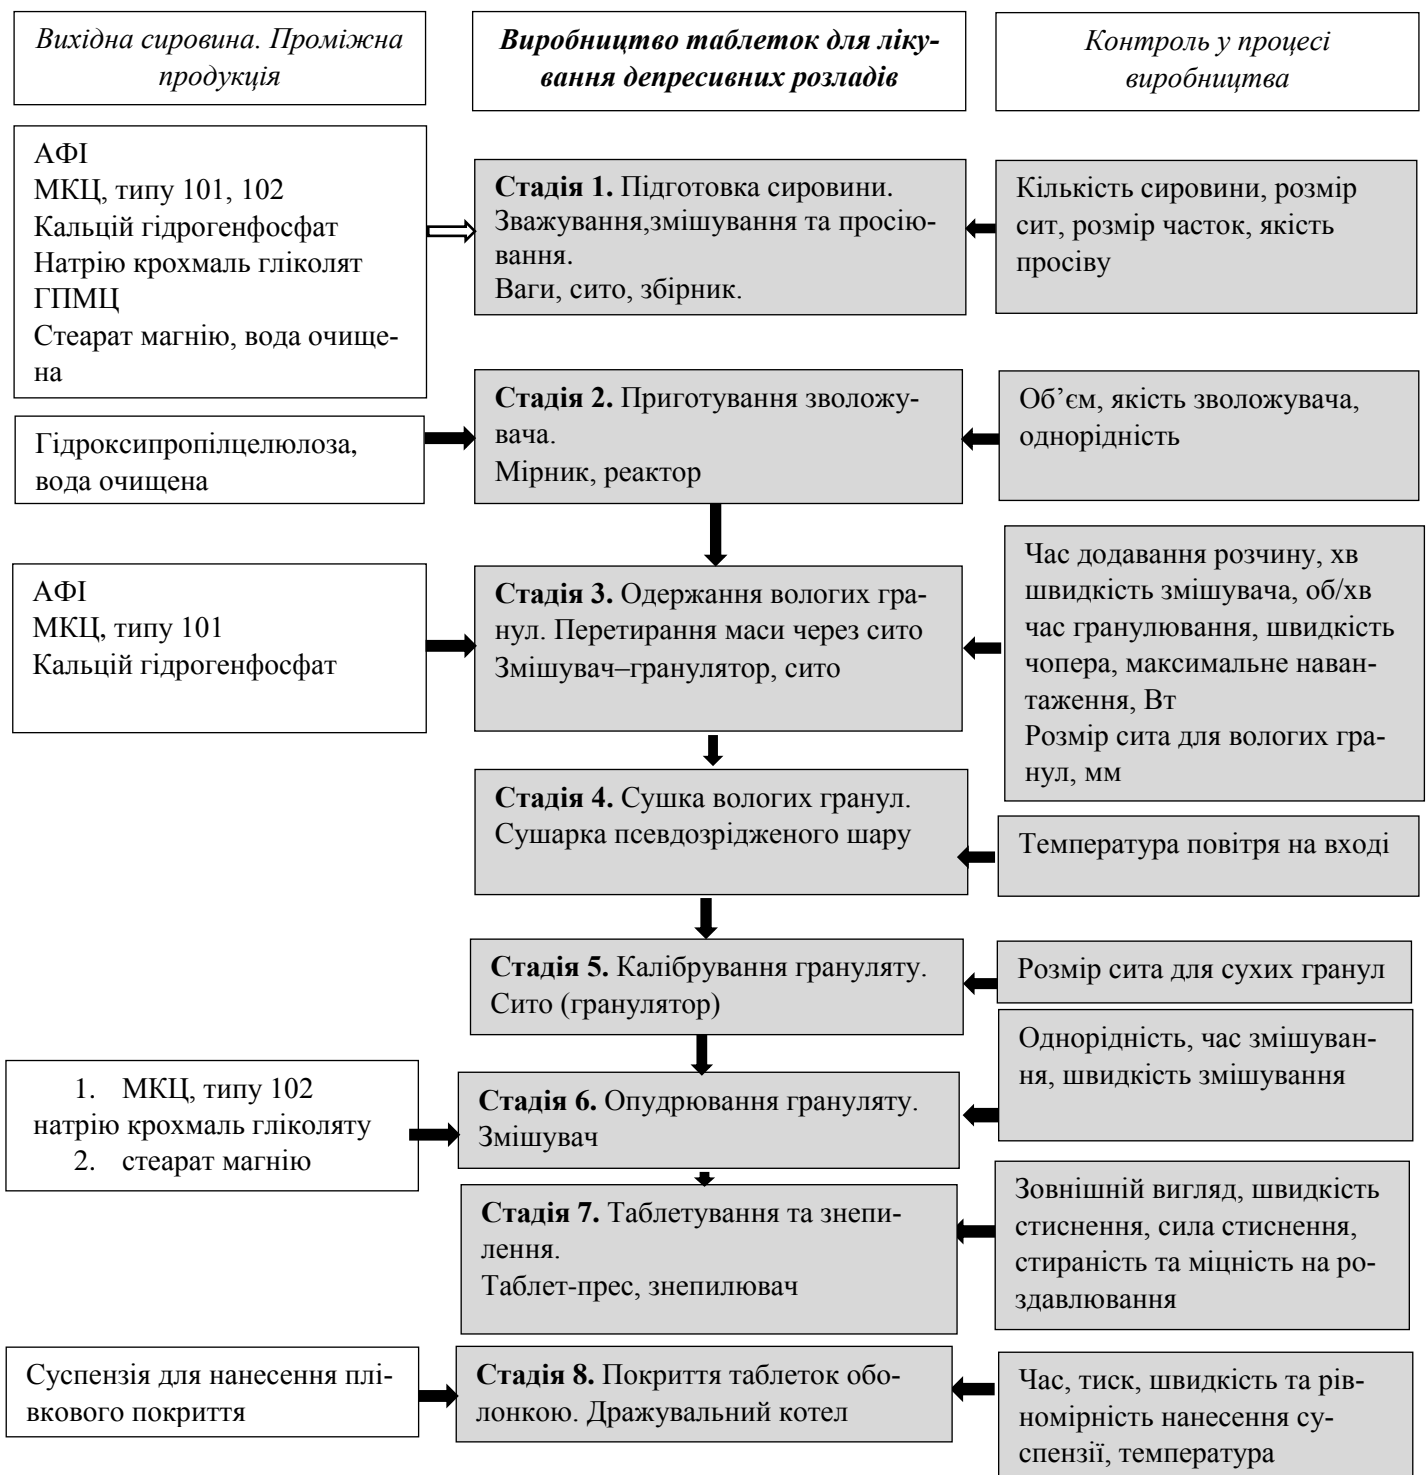 Вихідна сировина. Проміжна
продукція
Виробництво таблеток для ліку-
вання депресивних розладів
Контроль у процесі
виробництва
АФІ
МКЦ, типу 101, 102
Кальцій гідрогенфосфат
Натрію крохмаль гліколят
ГПМЦ
Стеарат магнію, вода очище-
на
Стадія 1. Підготовка сировини.
Зважування,змішування та просію-
вання.
Ваги, сито, збірник.
Кількість сировини, розмір
сит, розмір часток, якість
просіву
Гідроксипропілцелюлоза,
вода очищена
Стадія 2. Приготування зволожу-
вача.
Мірник, реактор
Об’єм, якість зволожувача,
однорідність
АФІ
МКЦ, типу 101
Кальцій гідрогенфосфат
Стадія 3. Одержання вологих гра-
нул. Перетирання маси через сито
Змішувач–гранулятор, сито
Час додавання розчину, хв
швидкість змішувача, об/хв
час гранулювання, швидкість
чопера, максимальне наван-
таження, Вт
Розмір сита для вологих гра-
нул, мм
Стадія 4. Сушка вологих гранул.
Сушарка псевдозрідженого шару
Температура повітря на вході
Стадія 5. Калібрування грануляту.
Сито (гранулятор)
Розмір сита для сухих гранул
1. МКЦ, типу 102
натрію крохмаль гліколяту
2. стеарат магнію
Стадія 6. Опудрювання грануляту.
Змішувач
Однорідність, час змішуван-
ня, швидкість змішування
Стадія 7. Таблетування та знепи-
лення.
Таблет-прес, знепилювач
Зовнішній вигляд, швидкість
стиснення, сила стиснення,
стираність та міцність на ро-
здавлювання
Суспензія для нанесення плі-
вкового покриття
Стадія 8. Покриття таблеток обо-
лонкою. Дражувальний котел
Час, тиск, швидкість та рів-
номірність нанесення су-
спензії, температура